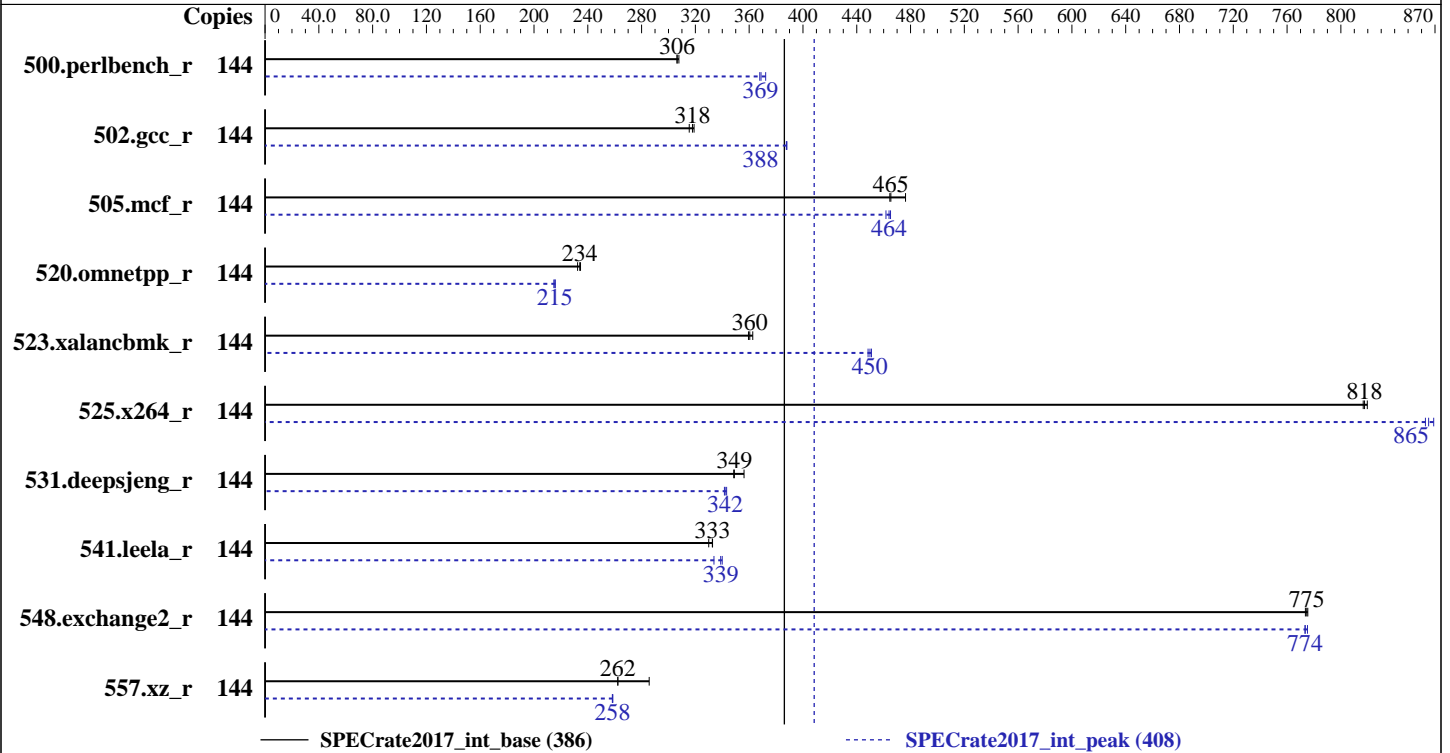 Copies 0 40.0 80.0 120 160 200 240 280 320 360 400 440 480 520 560 600 640 680 720 760 800 870
306
500.perlbench_r 144
369
318
502.gcc_r 144
388
465
505.mcf_r 144
464
234
520.omnetpp_r 144
215
360
523.xalancbmk_r 144
450
818
525.x264_r 144
865
349
531.deepsjeng_r 144
342
333
541.leela_r 144
339
775
548.exchange2_r 144
774
262
557.xz_r 144
258
SPECrate2017_int_base (386) SPECrate2017_int_peak (408)